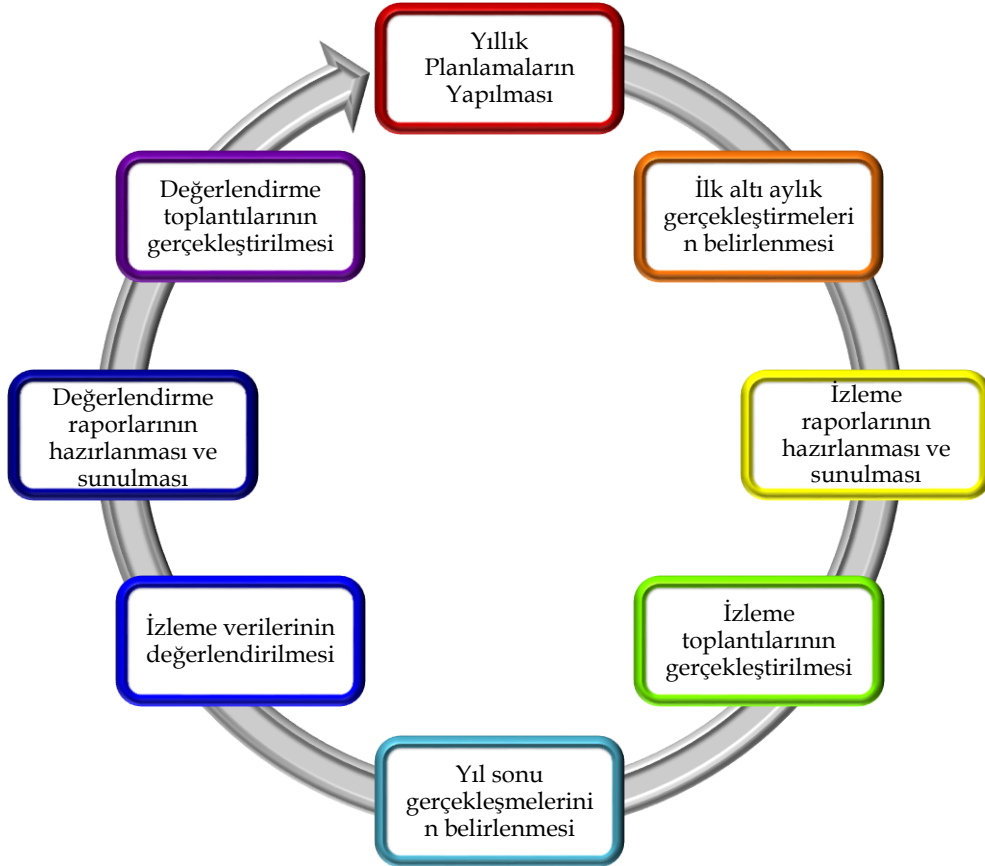 Yıllık
Planlamaların
Yapılması
İlk altı aylık
gerçekleştirmeleri
n belirlenmesi
İzleme
raporlarının
hazırlanması ve
sunulması
İzleme
toplantılarının
gerçekleştirilmesi
Yıl sonu
gerçekleşmelerini
n belirlenmesi
İzleme verilerinin
değerlendirilmesi
Değerlendirme
raporlarının
hazırlanması ve
sunulması
Değerlendirme
toplantılarının
gerçekleştirilmesi